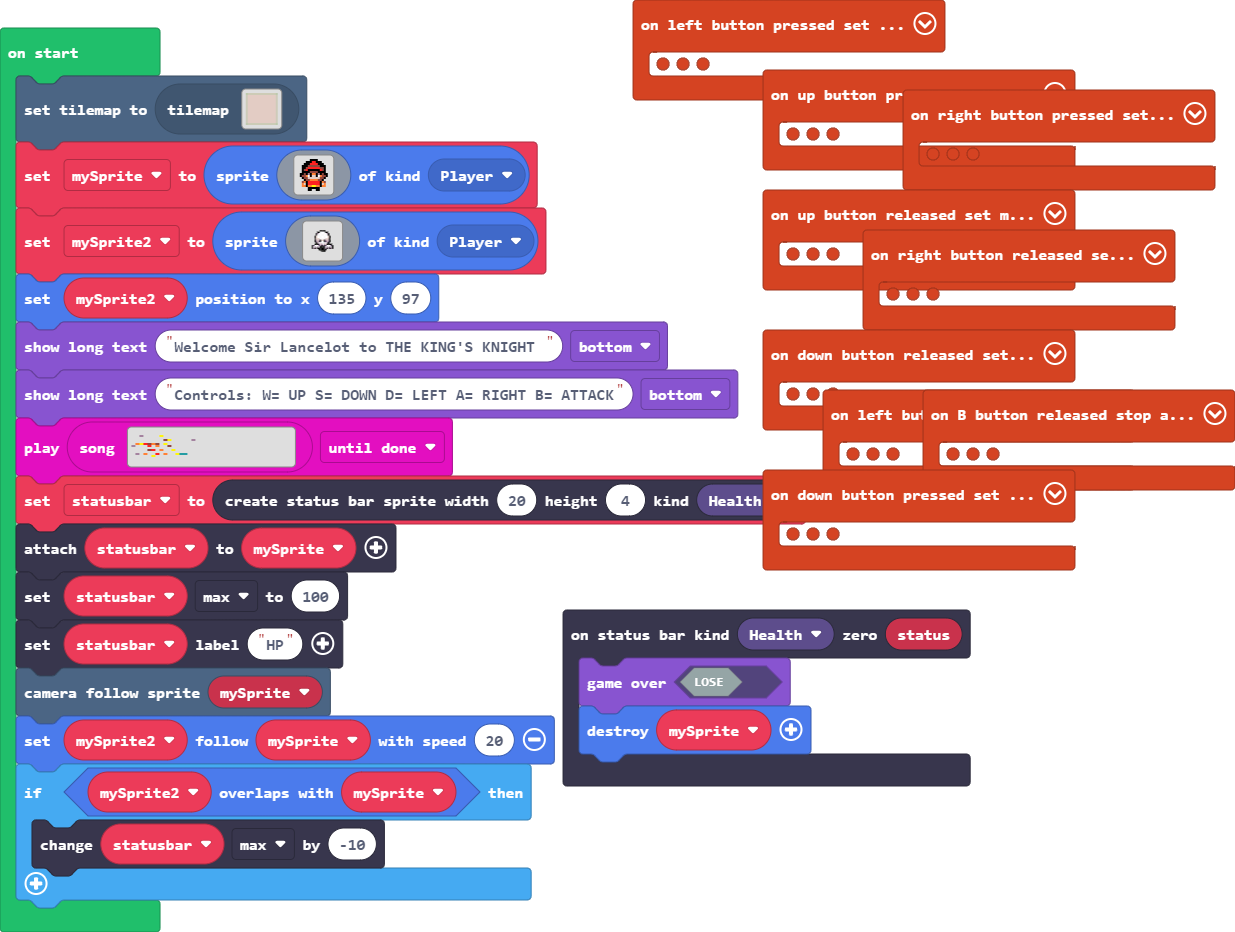 on start
set tilemap to tilemap
set mySprite to sprite of kind Player
set mySprite2 to sprite of kind Player
set mySprite2 position to x 135 y 97
show long text "Welcome Sir Lancelot to THE KING'S KNIGHT " bottom
show long text "Controls: W= UP S= DOWN D= LEFT A= RIGHT B= ATTACK" bottom
play song until done
set statusbar to create status bar sprite width 20 height 4 kind Health
attach statusbar to mySprite
set statusbar max to 100
set statusbar label "HP"
camera follow sprite mySprite
set mySprite2 follow mySprite with speed 20
if mySprite2 overlaps with mySprite then
change statusbar max by -10
on left button pressed set ...
on up button pr
on right button pressed set...
on up button released set m...
on right button released se...
on down button released set...
on left but
on B button released stop a...
on down button pressed set ...
on status bar kind Health zero status
game over LOSE
destroy mySprite